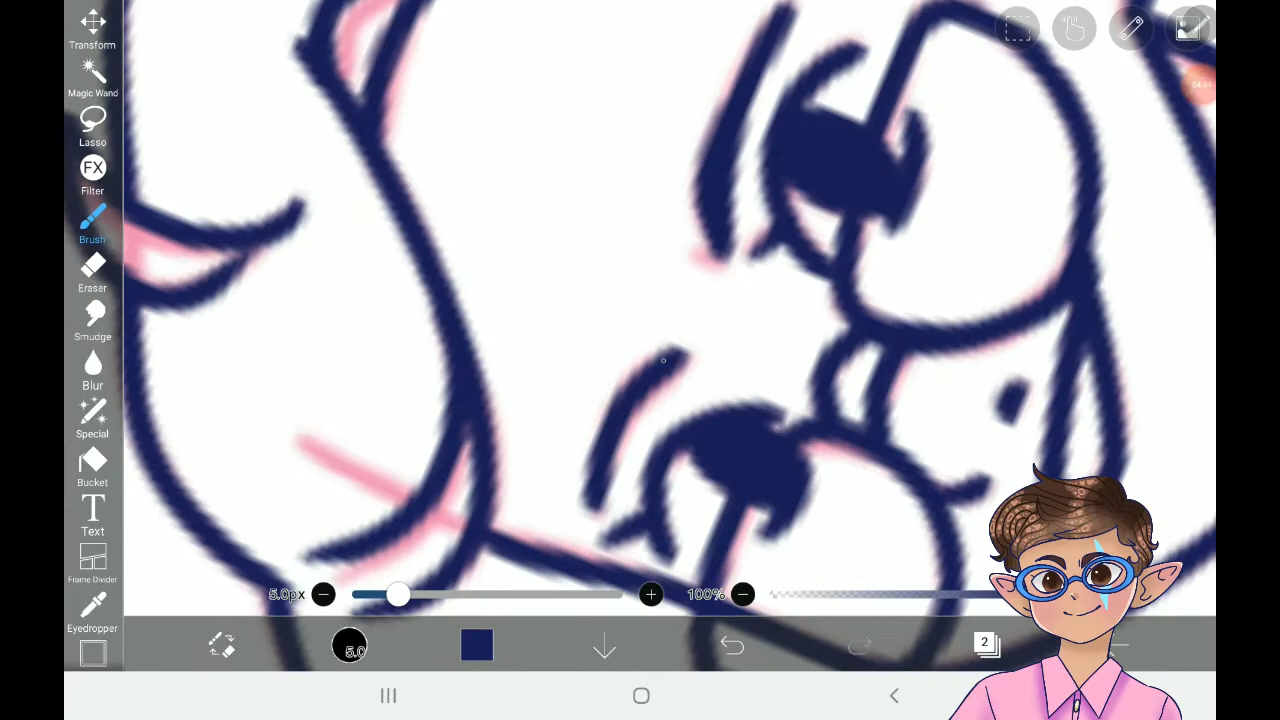 Transform
Magic Wand
Lasso
FX
Filter
Brush
Eraser
Smudge
Blur
Special
Bucket
T
Text
Frame Divider
Eyedropper
5.0px
100%
5.0
2